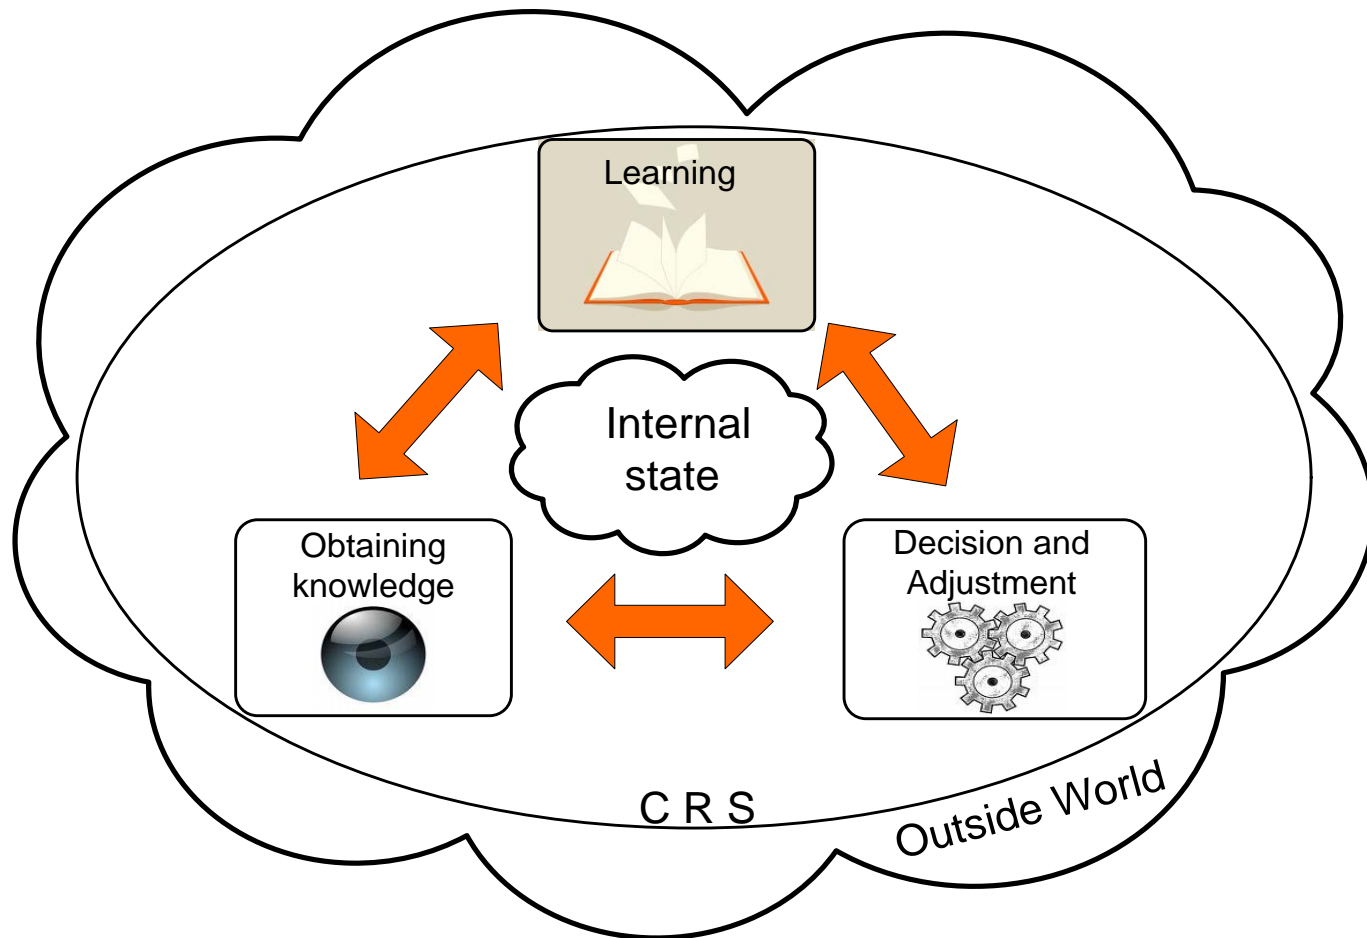 Learning
Internal
state
Obtaining
knowledge
Decision and
Adjustment
C R S
Outside World